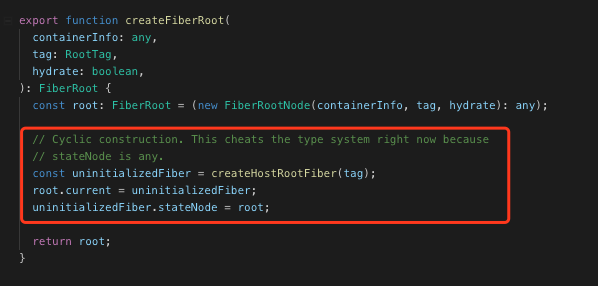 export function createFiberRoot(
  containerInfo: any,
  tag: RootTag,
  hydrate: boolean,
): FiberRoot {
  const root: FiberRoot = (new FiberRootNode(containerInfo, tag, hydrate): any);
  // Cyclic construction. This cheats the type system right now because
  // stateNode is any.
  const uninitializedFiber = createHostRootFiber(tag);
  root.current = uninitializedFiber;
  uninitializedFiber.stateNode = root;
  return root;
}